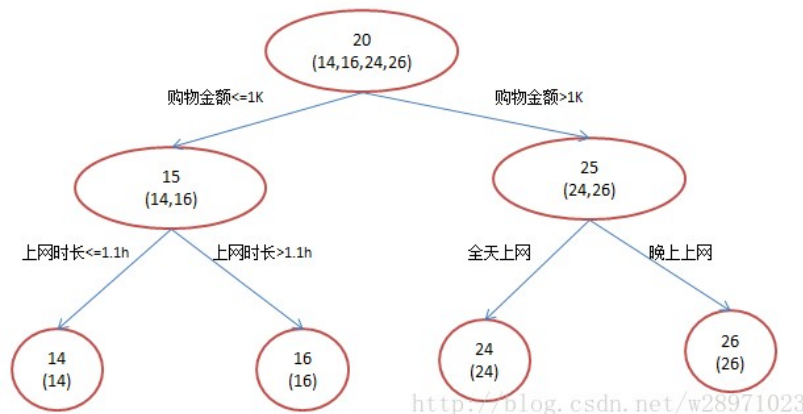 20
(14,16,24,26)
购物金额<=1K
购物金额>1K
15
(14,16)
25
(24,26)
上网时长<=1.1h
上网时长>1.1h
全天上网
晚上上网
14
(14)
16
(16)
24
(24)
26
(26)
http://blog.csdn.net/w28971023